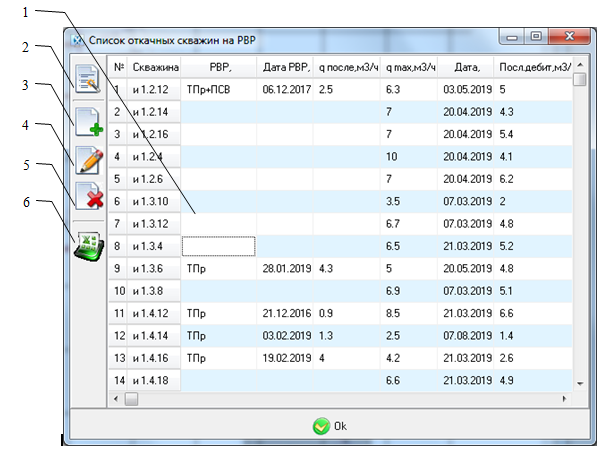 1
Список откачных скважин на РВР
2
3
4
5
6
№ Скважина РВР, Дата РВР, q после,м3/ч q max,м3/ч Дата, Посл.дебит,м3/
1 и 1.2.12 ТПр+ПСВ 06.12.2017 2.5 6.3 03.05.2019 5
2 и 1.2.14 7 20.04.2019 4.3
3 и 1.2.16 7 20.04.2019 5.4
4 и 1.2.4 10 20.04.2019 4.1
5 и 1.2.6 7 20.04.2019 6.2
6 и 1.3.10 3.5 07.03.2019 2
7 и 1.3.12 6.7 07.03.2019 4.8
8 и 1.3.4 6.5 21.03.2019 5.2
9 и 1.3.6 ТПр 28.01.2019 4.3 5 20.05.2019 4.8
10 и 1.3.8 6.9 07.03.2019 5.1
11 и 1.4.12 ТПр 21.12.2016 0.9 8.5 21.03.2019 6.6
12 и 1.4.14 ТПр 03.02.2019 1.3 2.5 07.08.2019 1.4
13 и 1.4.16 ТПр 19.02.2019 4 4.2 21.03.2019 2.6
14 и 1.4.18 6.6 21.03.2019 4.9
Ok